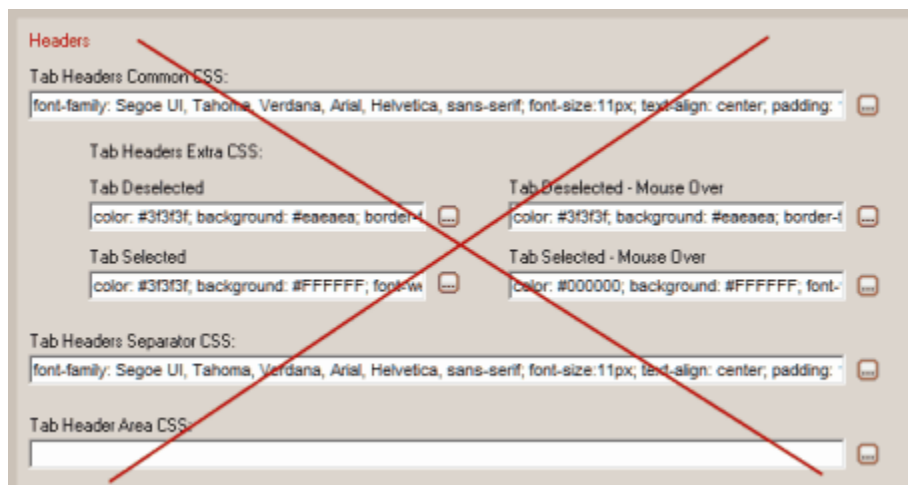 Headers
Tab Headers Common CSS:
font-family: Segoe UI, Tahoma, Verdana, Arial, Helvetica, sans-serif; font-size:11px; text-align: center; padding:
Tab Headers Extra CSS:
Tab Deselected
Tab Deselected - Mouse Over
color: #3f3f3f; background: #eaeaea; border-
color: #3f3f3f; background: #eaeaea; border-
Tab Selected
Tab Selected - Mouse Over
color: #3f3f3f; background: #FFFFFF; font-w
color: #000000; background: #FFFFFF; font-
Tab Headers Separator CSS:
font-family: Segoe UI, Tahoma, Verdana, Arial, Helvetica, sans-serif; font-size:11px; text-align: center; padding:
Tab Header Area CSS: